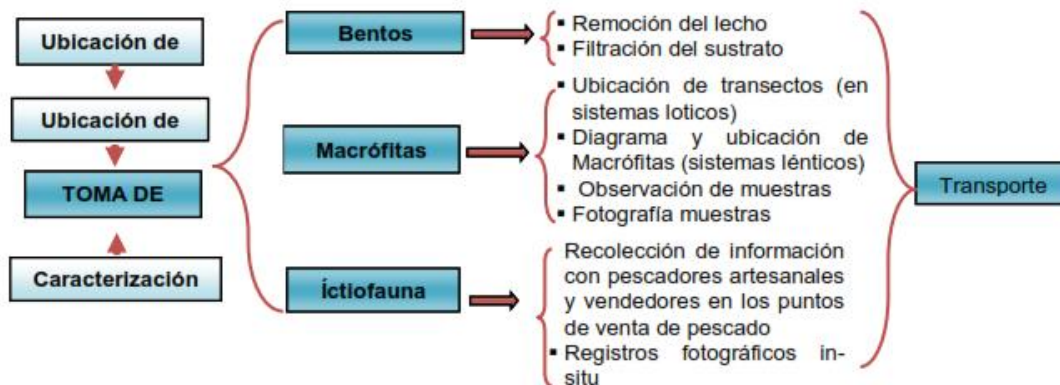 Ubicación de
Ubicación de
TOMA DE
Caracterización
Bentos
▪ Remoción del lecho
▪ Filtración del sustrato
Macrófitas
▪ Ubicación de transectos (en
sistemas loticos)
▪ Diagrama y ubicación de
Macrófitas (sistemas lénticos)
▪ Observación de muestras
▪ Fotografía muestras
Íctiofauna
Recolección de información
con pescadores artesanales
y vendedores en los puntos
de venta de pescado
▪ Registros fotográficos in-
situ
Transporte